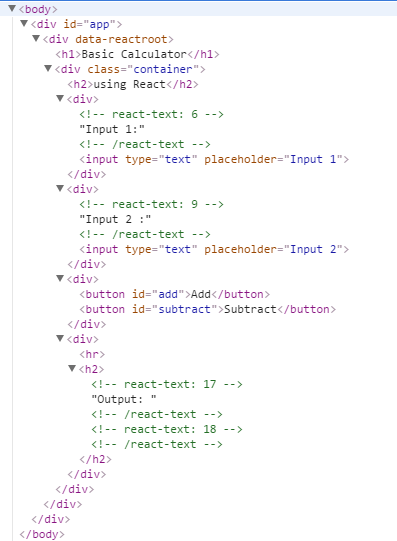 <body>
<div id="app">
<div data-reactroot>
<h1>Basic Calculator</h1>
<div class="container">
<h2>using React</h2>
<div>
<!-- react-text: 6 -->
"Input 1:"
<!-- /react-text -->
<input type="text" placeholder="Input 1">
</div>
<div>
<!-- react-text: 9 -->
"Input 2 :"
<!-- /react-text -->
<input type="text" placeholder="Input 2">
</div>
<div>
<button id="add">Add</button>
<button id="subtract">Subtract</button>
</div>
<div>
<hr>
<h2>
<!-- react-text: 17 -->
"Output: "
<!-- /react-text -->
<!-- react-text: 18 -->
<!-- /react-text -->
</h2>
</div>
</div>
</div>
</div>
</body>